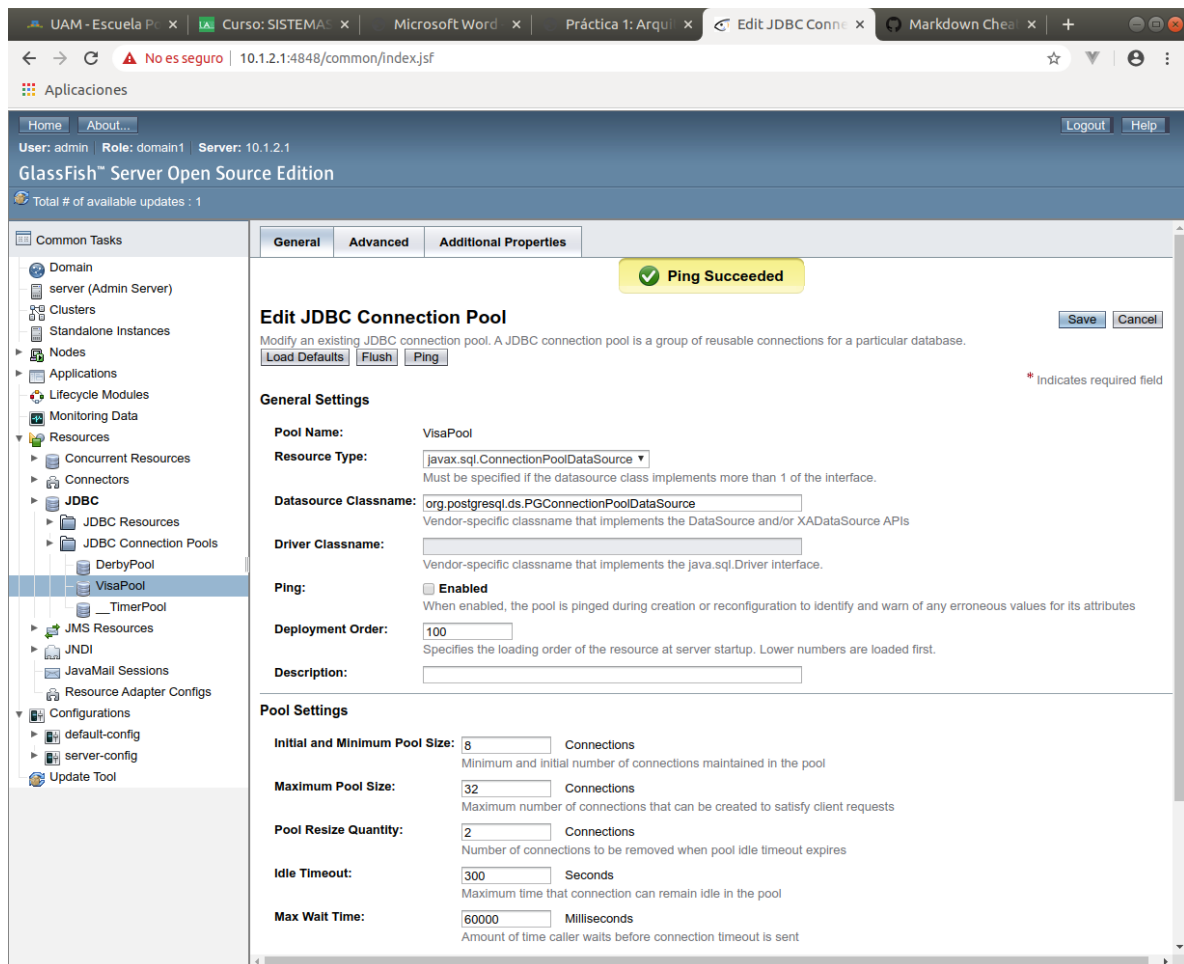 UAM - Escuela Po
Curso: SISTEMAS
Microsoft Word
Práctica 1: Arqui
Edit JDBC Conne
Markdown Chea
No es seguro
10.1.2.1:4848/common/index.jsf
Aplicaciones
Home About...
Logout Help
User: admin Role: domain1 Server: 10.1.2.1
GlassFish™ Server Open Source Edition
Total # of available updates : 1
Common Tasks
Domain
server (Admin Server)
Clusters
Standalone Instances
Nodes
Applications
Lifecycle Modules
Monitoring Data
Resources
Concurrent Resources
Connectors
JDBC
JDBC Resources
JDBC Connection Pools
DerbyPool
VisaPool
__TimerPool
JMS Resources
JNDI
JavaMail Sessions
Resource Adapter Configs
Configurations
default-config
server-config
Update Tool
General Advanced Additional Properties
Ping Succeeded
Edit JDBC Connection Pool
Save Cancel
Modify an existing JDBC connection pool. A JDBC connection pool is a group of reusable connections for a particular database.
Load Defaults Flush Ping
* Indicates required field
General Settings
Pool Name: VisaPool
Resource Type: javax.sql.ConnectionPoolDataSource
Must be specified if the datasource class implements more than 1 of the interface.
Datasource Classname: org.postgresql.ds.PGConnectionPoolDataSource
Vendor-specific classname that implements the DataSource and/or XADataSource APIs
Driver Classname:
Vendor-specific classname that implements the java.sql.Driver interface.
Ping: Enabled
When enabled, the pool is pinged during creation or reconfiguration to identify and warn of any erroneous values for its attributes
Deployment Order: 100
Specifies the loading order of the resource at server startup. Lower numbers are loaded first.
Description:
Pool Settings
Initial and Minimum Pool Size: 8 Connections
Minimum and initial number of connections maintained in the pool
Maximum Pool Size: 32 Connections
Maximum number of connections that can be created to satisfy client requests
Pool Resize Quantity: 2 Connections
Number of connections to be removed when pool idle timeout expires
Idle Timeout: 300 Seconds
Maximum time that connection can remain idle in the pool
Max Wait Time: 60000 Milliseconds
Amount of time caller waits before connection timeout is sent